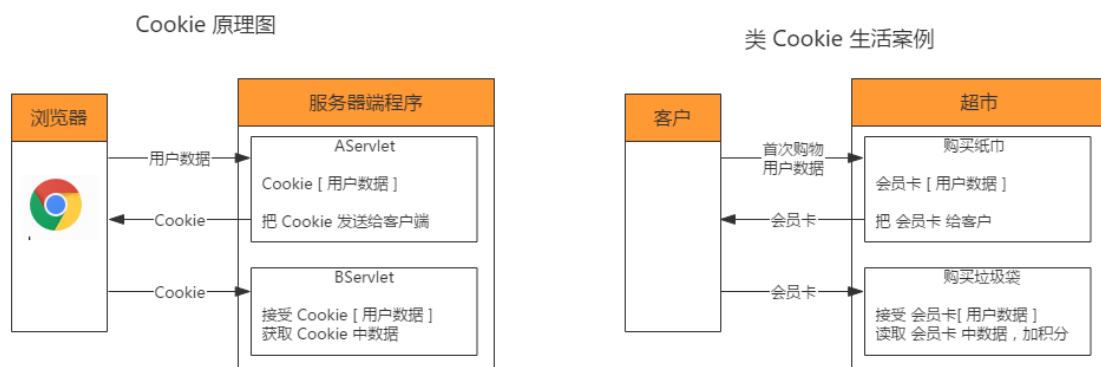 Cookie 原理图
浏览器
服务器端程序
用户数据
AServlet
Cookie [ 用户数据 ]
Cookie
把 Cookie 发送给客户端
Cookie
BServlet
接受 Cookie [ 用户数据 ]
获取 Cookie 中数据
类 Cookie 生活案例
客户
超市
首次购物
用户数据
购买纸巾
会员卡 [ 用户数据 ]
会员卡
把 会员卡 给客户
会员卡
购买垃圾袋
接受 会员卡[ 用户数据 ]
读取 会员卡 中数据，加积分